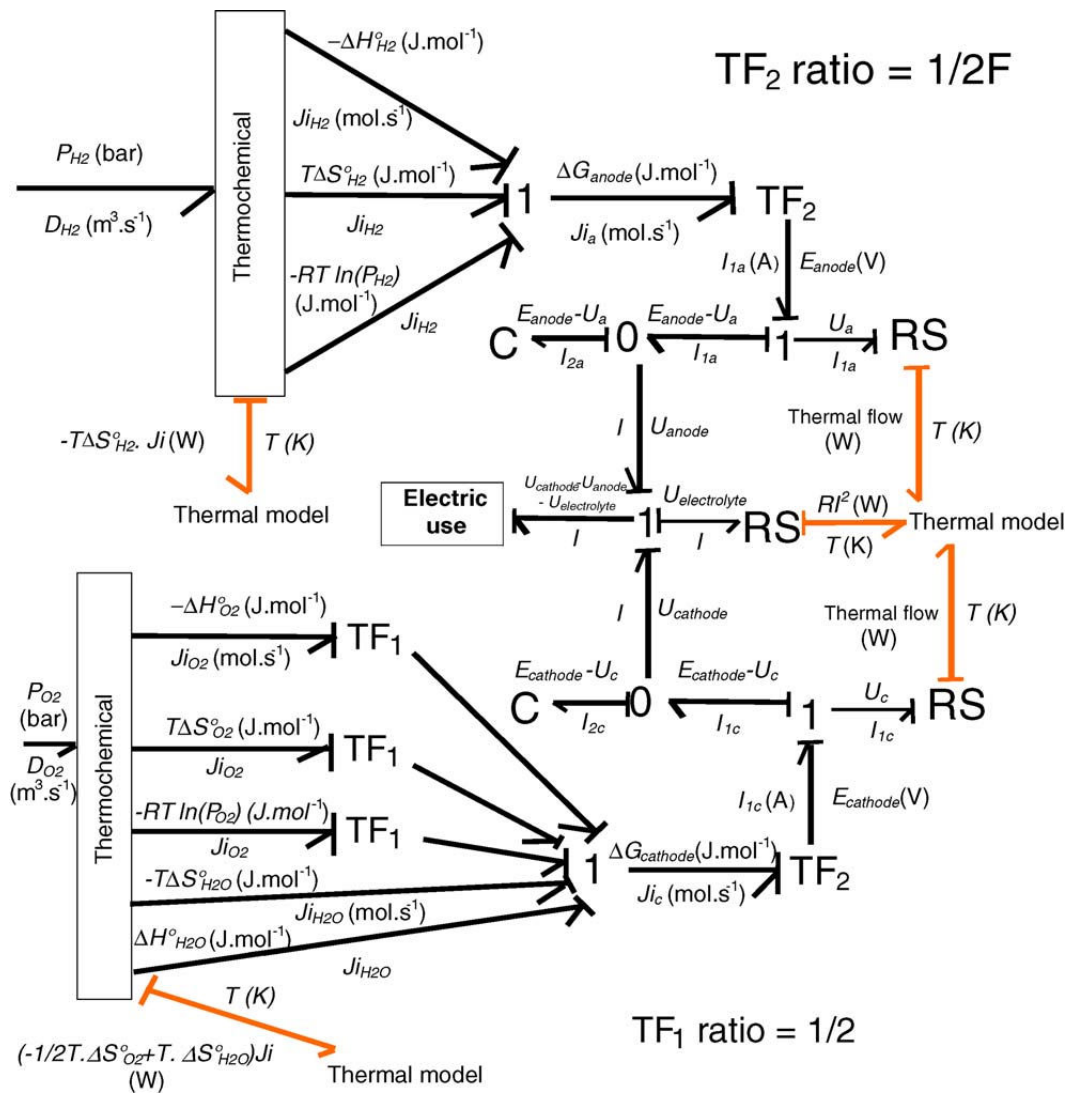 −ΔH°H2 (J.mol-1)
TF2 ratio = 1/2F
Thermochemical
JiH2 (mol.s-1)
PH2 (bar)
DH2 (m3.s-1)
TΔS°H2 (J.mol-1)
JiH2
1
ΔGanode (J.mol-1)
Jia (mol.s-1)
TF2
-RT ln(PH2)
(J.mol-1)
JiH2
I1a (A)
Eanode (V)
C
Eanode-Ua
I2a
0
Eanode-Ua
I1a
1
Ua
I1a
RS
-TΔS°H2. Ji (W)
T (K)
Thermal model
I
Uanode
Thermal flow
(W)
T (K)
Electric
use
Ucathode-Uanode
- Uelectrolyte
I
1
Uelectrolyte
I
RS
RI2 (W)
T (K)
Thermal model
I
Ucathode
Thermal flow
(W)
T (K)
−ΔH°O2 (J.mol-1)
JiO2 (mol.s-1)
TF1
Thermochemical
PO2
(bar)
DO2
(m3.s-1)
C
Ecathode-Uc
I2c
0
Ecathode-Uc
I1c
1
Uc
I1c
RS
TΔS°O2 (J.mol-1)
JiO2
TF1
I1c (A)
Ecathode (V)
-RT ln(PO2) (J.mol-1)
JiO2
TF1
1
ΔGcathode (J.mol-1)
Jic (mol.s-1)
TF2
-TΔS°H2O (J.mol-1)
JiH2O (mol.s-1)
ΔH°H2O (J.mol-1)
JiH2O
T (K)
TF1 ratio = 1/2
(-1/2T.ΔS°O2+T. ΔS°H2O)Ji
(W)
Thermal model